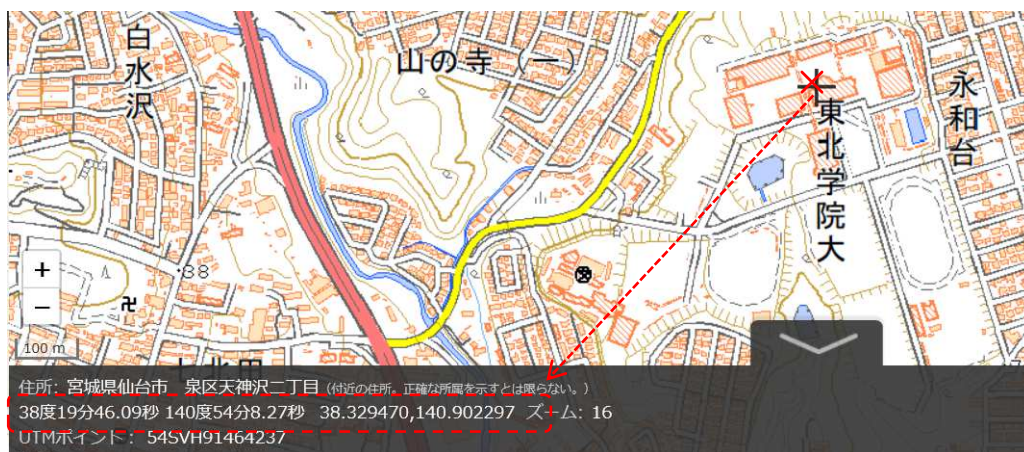 白水沢
山の寺（一）
永和台
東北学院大
88
+
−
100 m
住所: 宮城県仙台市　泉区天神沢二丁目 (付近の住所。正確な所属を示すとは限らない。)
38度19分46.09秒 140度54分8.27秒　38.329470,140.902297 ズーム: 16
UTMポイント： 54SVH91464237